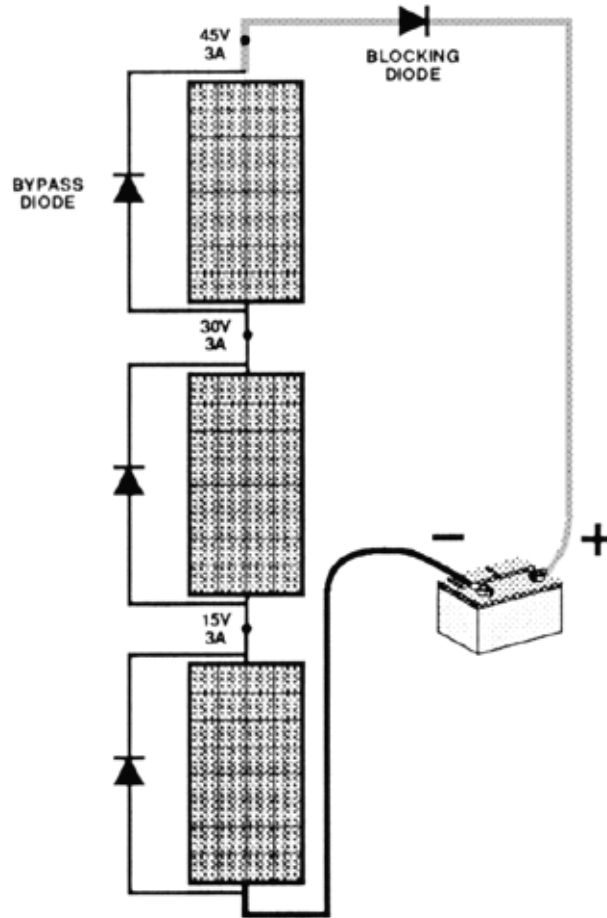 45V
3A
BLOCKING
DIODE
BYPASS
DIODE
30V
3A
− +
15V
3A